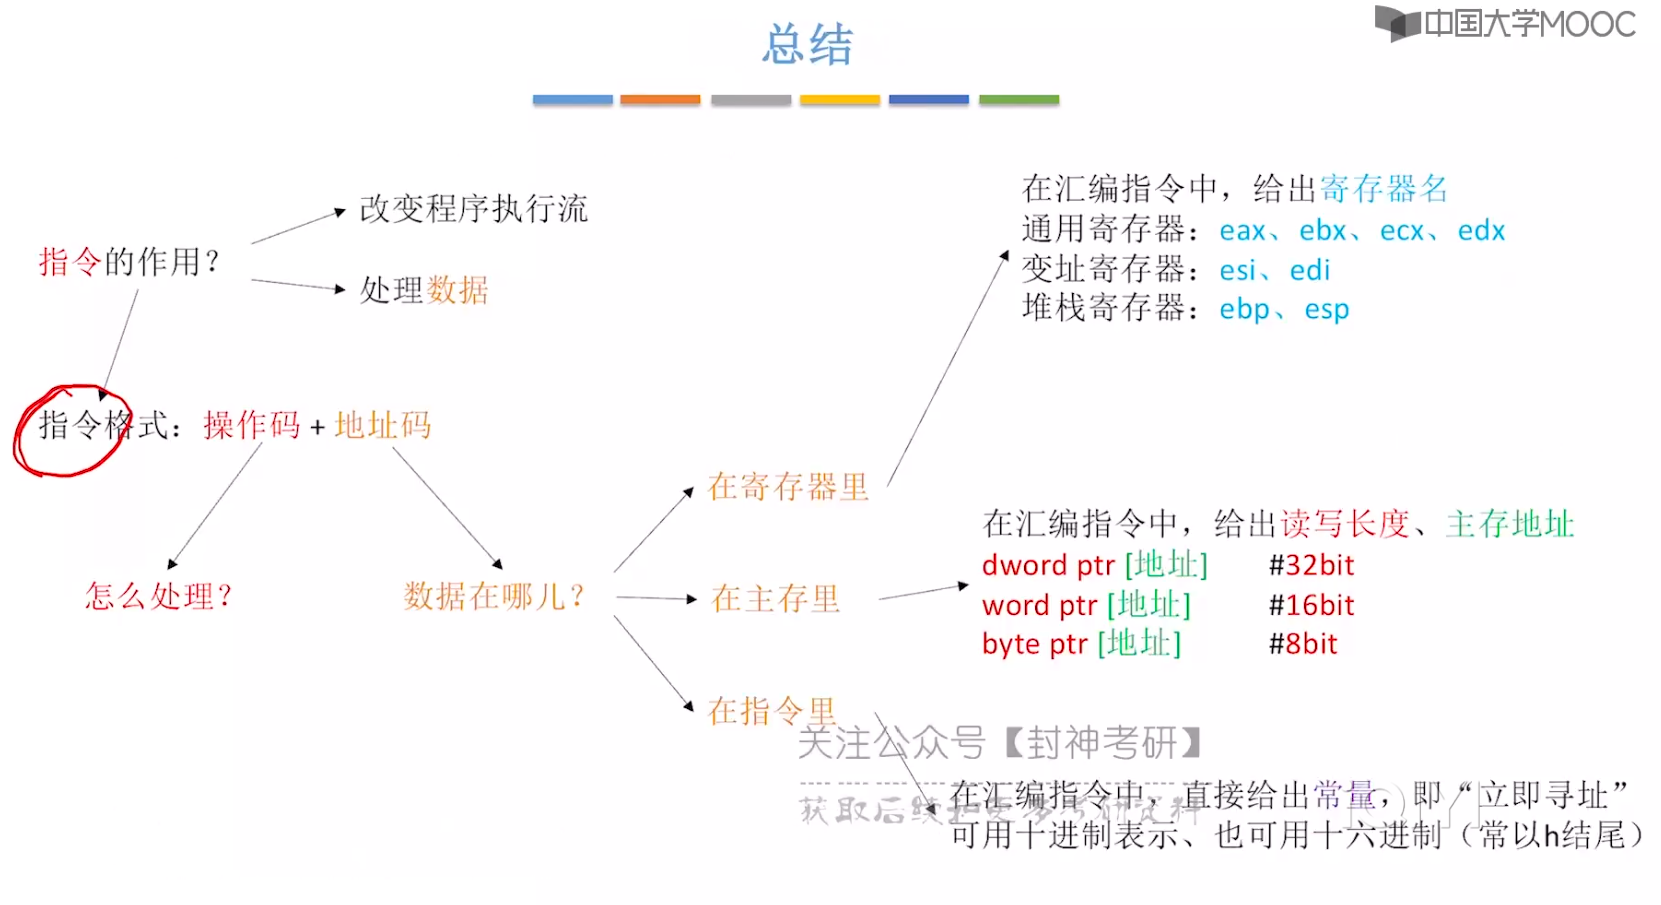 中国大学MOOC
总结
改变程序执行流
指令的作用？
处理数据
在汇编指令中，给出寄存器名
通用寄存器：eax、ebx、ecx、edx
变址寄存器：esi、edi
堆栈寄存器：ebp、esp
指令格式：操作码 + 地址码
怎么处理？
数据在哪儿？
在寄存器里
在主存里
在指令里
在汇编指令中，给出读写长度、主存地址
dword ptr [地址] #32bit
word ptr [地址] #16bit
byte ptr [地址] #8bit
关注公众号【封神考研】
获取后续和更多考研资料
在汇编指令中，直接给出常量，即“立即寻址”
可用十进制表示、也可用十六进制（常以h结尾）